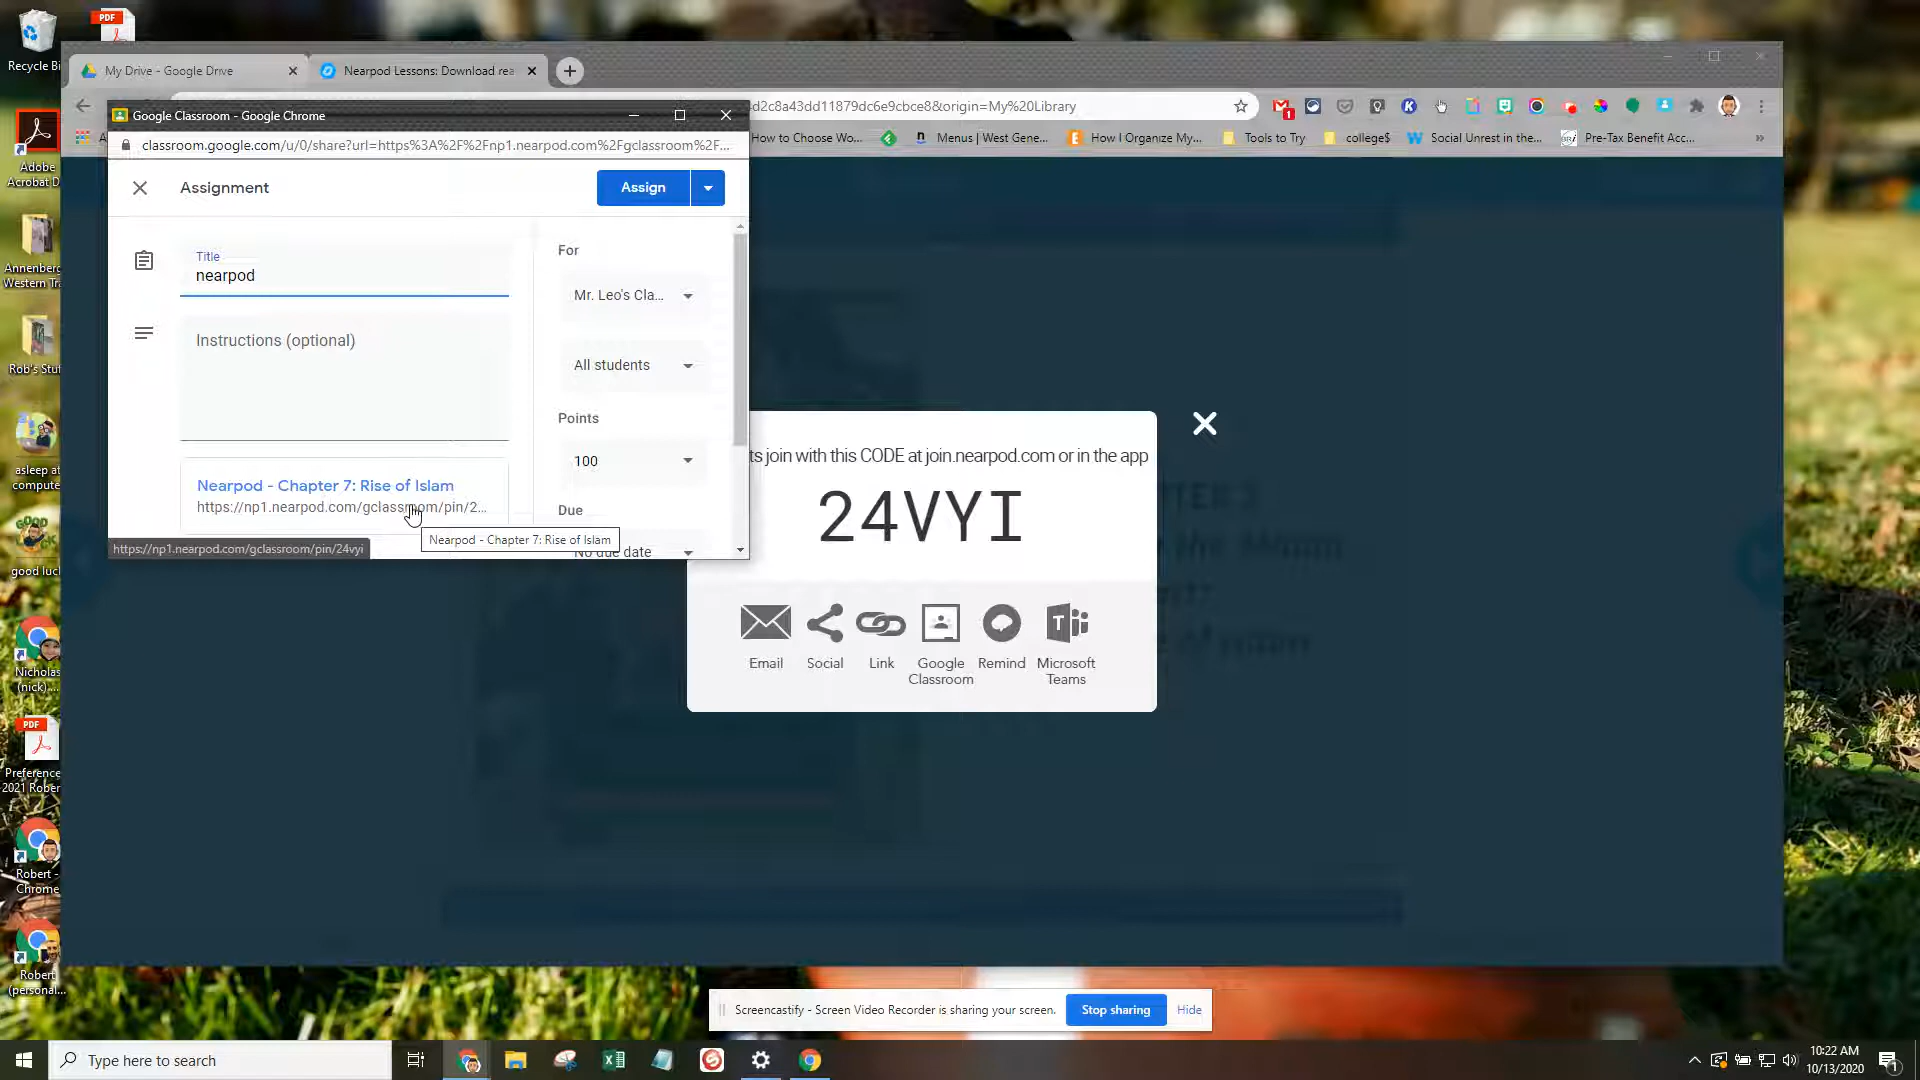 Recycle Bi
Adobe
Acrobat D
Annenberg
Western Tra
Rob's Stuf
asleep at
compute
good luck
Nicholas
(nick)....
PDF
Preference
2021 Rober
Robert -
Chrome
Robert
(personal...
My Drive - Google Drive
Nearpod Lessons: Download rea
d2c8a43dd11879dc6e9cbce8&origin=My%20Library
How to Choose Wo...
Menus | West Gene...
How I Organize My...
Tools to Try
college$
Social Unrest in the...
Pre-Tax Benefit Acc...
»
Google Classroom - Google Chrome
classroom.google.com/u/0/share?url=https%3A%2F%2Fnp1.nearpod.com%2Fgclassroom%2F...
Assignment
Assign
Title
nearpod
Instructions (optional)
Nearpod - Chapter 7: Rise of Islam
https://np1.nearpod.com/gclassroom/pin/2...
Nearpod - Chapter 7: Rise of Islam
https://np1.nearpod.com/gclassroom/pin/24vyi
For
Mr. Leo's Cla...
All students
Points
100
Due
No due date
ts join with this CODE at join.nearpod.com or in the app
24VYI
Email
Social
Link
Google
Classroom
Remind
Microsoft
Teams
Screencastify - Screen Video Recorder is sharing your screen.
Stop sharing
Hide
Type here to search
10:22 AM
10/13/2020